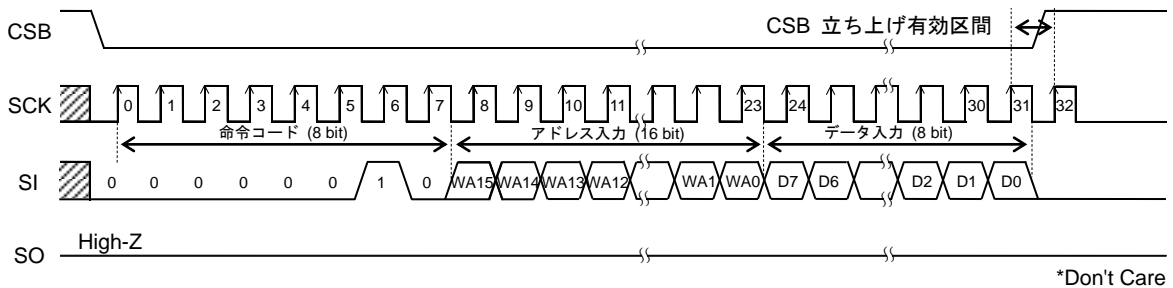 CSB
CSB 立ち上げ有効区間
SCK
0 1 2 3 4 5 6 7 8 9 10 11 23 24 30 31 32
命令コード (8 bit)
アドレス入力 (16 bit)
データ入力 (8 bit)
SI
0 0 0 0 0 0 1 0 WA15 WA14 WA13 WA12 WA1 WA0 D7 D6 D2 D1 D0
SO
High-Z
*Don't Care